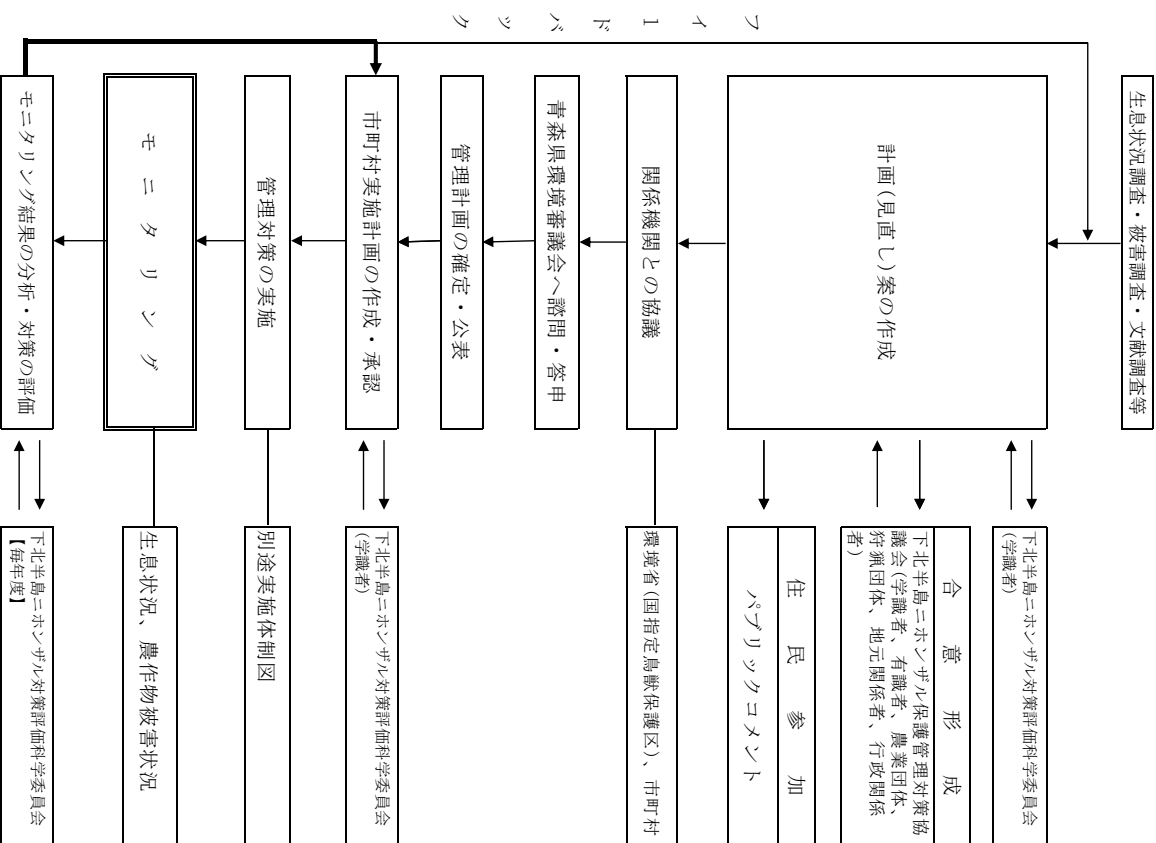 生息状況調査・被害調査・文献調査等
計画(見直し)案の作成
下北半島ニホンザル対策評価科学委員会
(学識者)
合意形成
下北半島ニホンザル保護管理対策協
議会(学識者、有識者、農業団体、
狩猟団体、地元関係者、行政関係
者)
住民参加
パブリックコメント
関係機関との協議
環境省(国指定鳥獣保護区)、市町村
青森県環境審議会へ諮問・答申
管理計画の確定・公表
市町村実施計画の作成・承認
下北半島ニホンザル対策評価科学委員会
(学識者)
管理対策の実施
別途実施体制図
モニタリング
生息状況、農作物被害状況
モニタリング結果の分析・対策の評価
下北半島ニホンザル対策評価科学委員会
【毎年度】
フィードバック